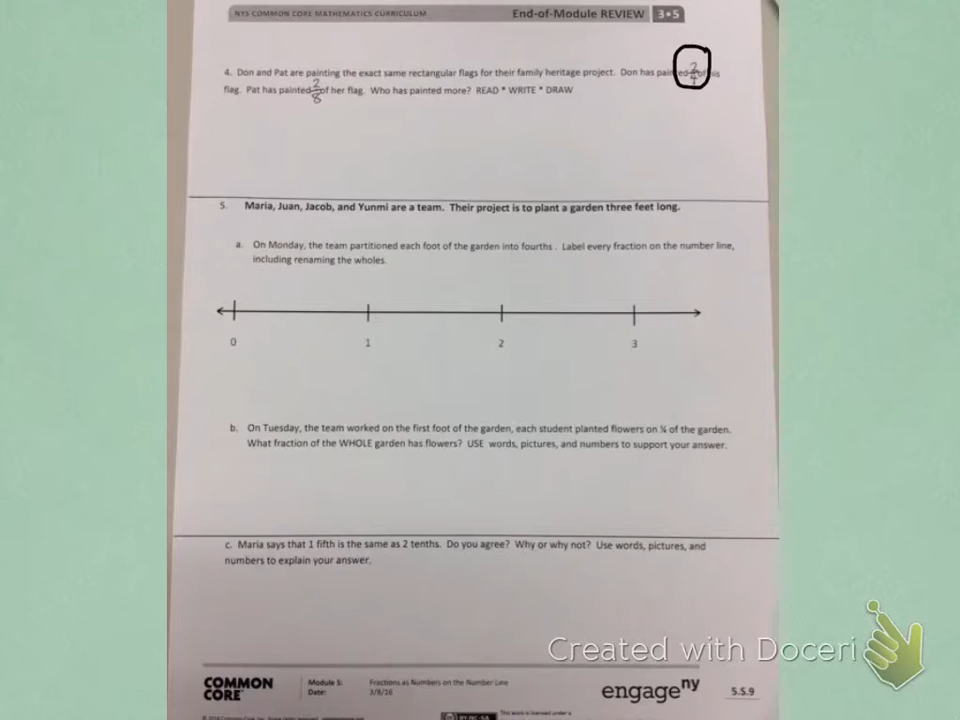 NYS COMMON CORE MATHEMATICS CURRICULUM End-of-Module REVIEW 3•5
4. Don and Pat are painting the exact same rectangular flags for their family heritage project. Don has painted 2/4 of his
flag. Pat has painted 2/8 of her flag. Who has painted more? READ * WRITE * DRAW
5. Maria, Juan, Jacob, and Yunmi are a team. Their project is to plant a garden three feet long.
a. On Monday, the team partitioned each foot of the garden into fourths . Label every fraction on the number line,
including renaming the wholes.
0 1 2 3
b. On Tuesday, the team worked on the first foot of the garden, each student planted flowers on ¼ of the garden.
What fraction of the WHOLE garden has flowers? USE words, pictures, and numbers to support your answer.
c. Maria says that 1 fifth is the same as 2 tenths. Do you agree? Why or why not? Use words, pictures, and
numbers to explain your answer.
Created with Doceri
COMMON
CORE
Module 5: Fractions as Numbers on the Number Line
Date: 3/8/16
engage ny
5.S.9
BY-NC-SA
This work is licensed under a